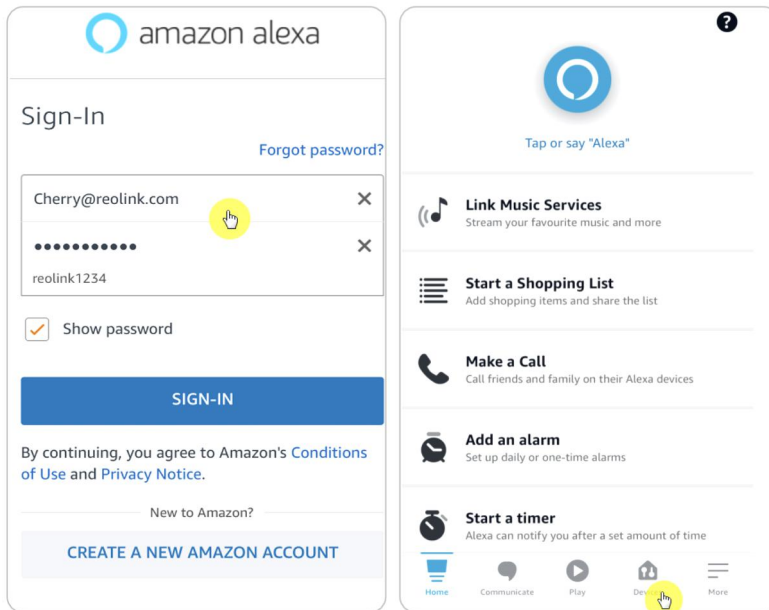 amazon alexa
Sign-In
Forgot password?
Cherry@reolink.com
•••••••••••
reolink1234
Show password
SIGN-IN
By continuing, you agree to Amazon's Conditions
of Use and Privacy Notice.
New to Amazon?
CREATE A NEW AMAZON ACCOUNT
?
Tap or say "Alexa"
Link Music Services
Stream your favourite music and more
Start a Shopping List
Add shopping items and share the list
Make a Call
Call friends and family on their Alexa devices
Add an alarm
Set up daily or one-time alarms
Start a timer
Alexa can notify you after a set amount of time
Home Communicate Play More